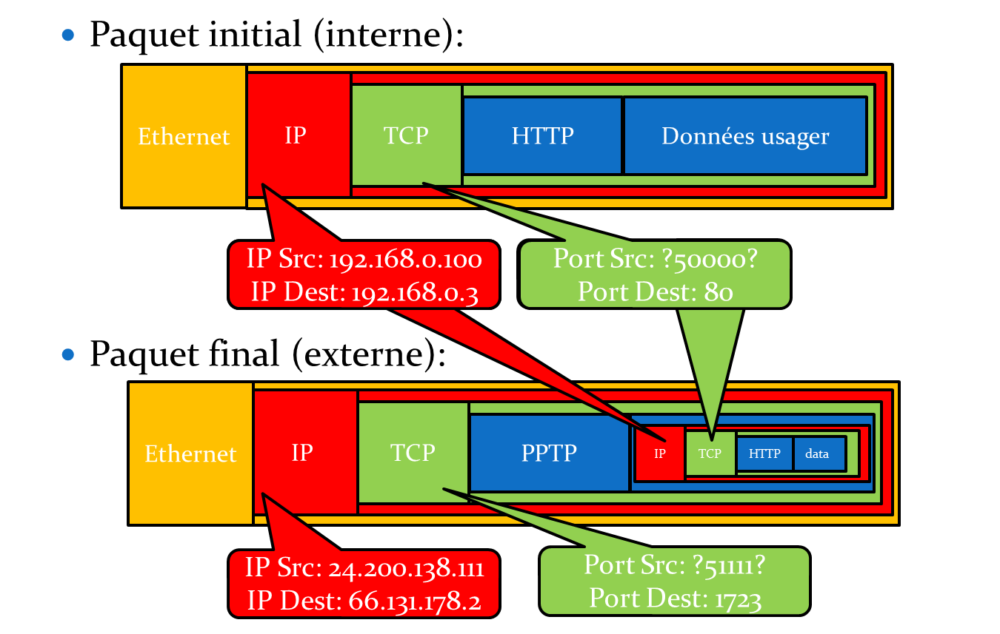 Paquet initial (interne):
Ethernet
IP
TCP
HTTP
Données usager
IP Src: 192.168.0.100
IP Dest: 192.168.0.3
Port Src: ?50000?
Port Dest: 80
Paquet final (externe):
Ethernet
IP
TCP
PPTP
IP
TCP
HTTP
data
IP Src: 24.200.138.111
IP Dest: 66.131.178.2
Port Src: ?51111?
Port Dest: 1723